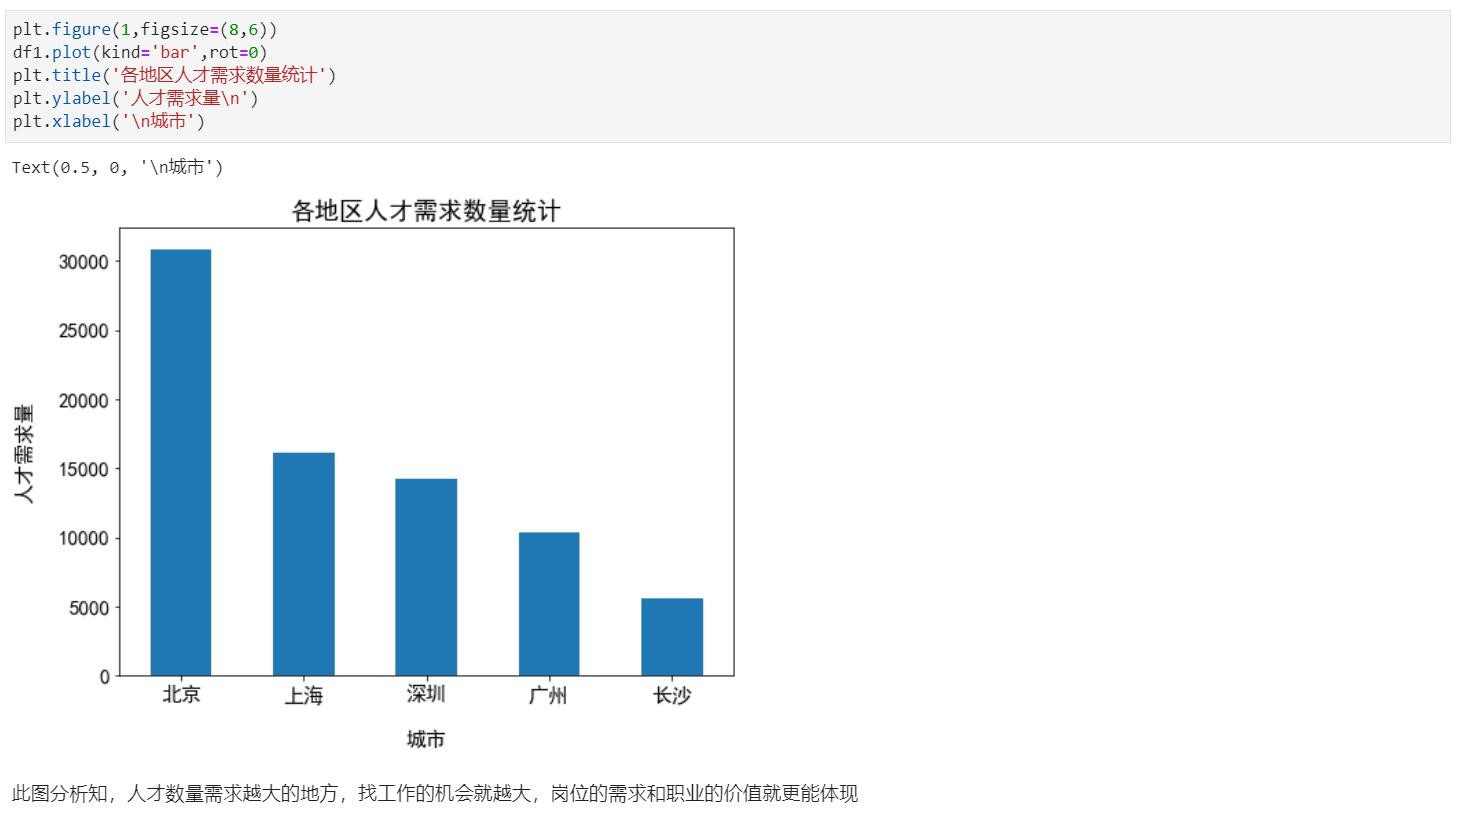 plt.figure(1,figsize=(8,6))
df1.plot(kind='bar',rot=0)
plt.title('各地区人才需求数量统计')
plt.ylabel('人才需求量\n')
plt.xlabel('\n城市')
Text(0.5, 0, '\n城市')
各地区人才需求数量统计
30000
25000
20000
15000
10000
5000
0
人才需求量
北京 上海 深圳 广州 长沙
城市
此图分析知，人才数量需求越大的地方，找工作的机会就越大，岗位的需求和职业的价值就更能体现